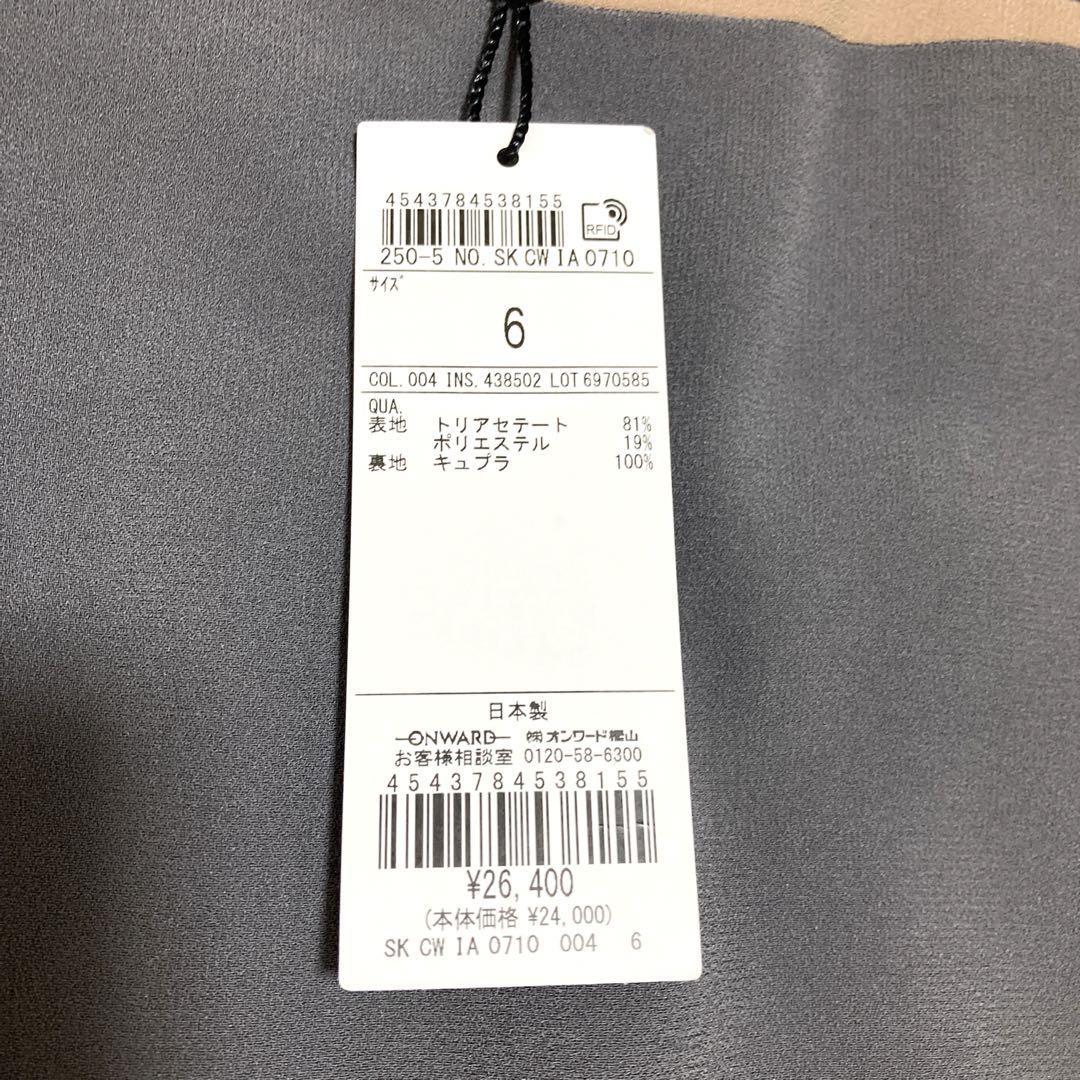 4543784538155
RFID
250-5 NO. SK CW IA 0710
サイズ
6
COL. 004 INS. 438502 LOT 6970585
QUA.
表地 トリアセテート 81%
ポリエステル 19%
裏地 キュプラ 100%
日本製
ONWARD ㈱オンワード樫山
お客様相談室 0120-58-6300
4543784538155
¥26,400
(本体価格 ¥24,000)
SK CW IA 0710 004 6